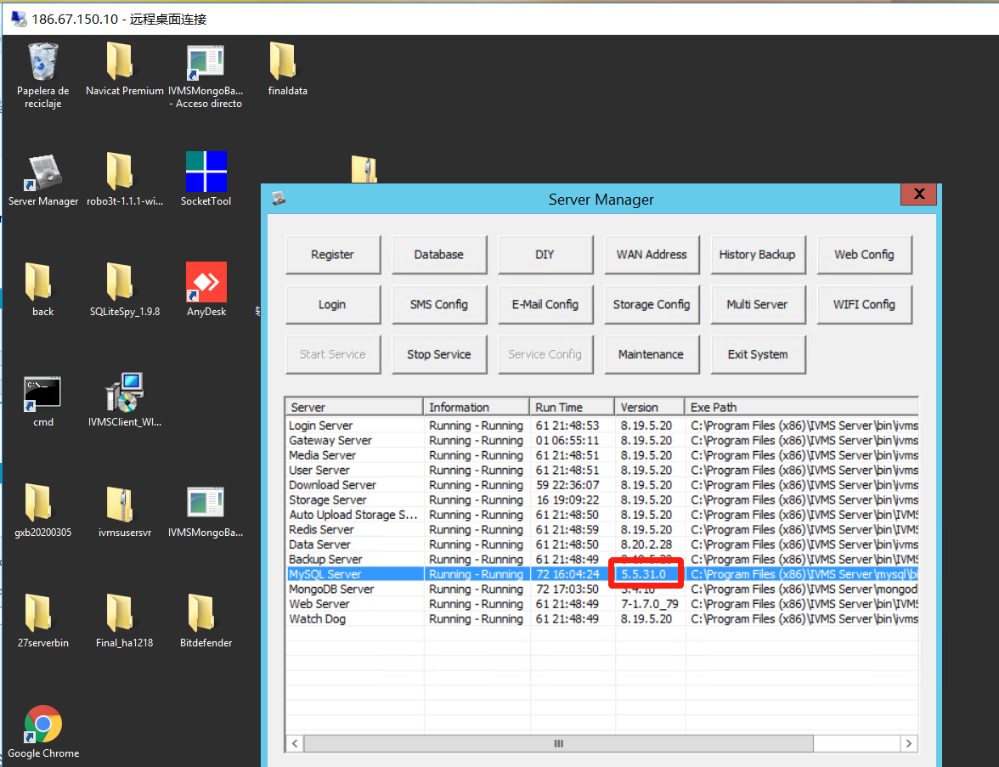 186.67.150.10 - 远程桌面连接
Papelera de
reciclaje
Navicat Premium
IVMSMongoBa...
- Acceso directo
finaldata
Server Manager
robo3t-1.1.1-wi...
SocketTool
back
SQLiteSpy_1.9.8
AnyDesk
cmd
IVMSClient_WI...
gxb20200305
ivmsusersvr
IVMSMongoBa...
27serverbin
Final_ha1218
Bitdefender
Google Chrome
Server Manager
X
Register
Database
DIY
WAN Address
History Backup
Web Config
Login
SMS Config
E-Mail Config
Storage Config
Multi Server
WIFI Config
Start Service
Stop Service
Service Config
Maintenance
Exit System
Server Information Run Time Version Exe Path
Login Server Running - Running 61 21:48:53 8.19.5.20 C:\Program Files (x86)\IVMS Server\bin\ivms
Gateway Server Running - Running 01 06:55:11 8.19.5.20 C:\Program Files (x86)\IVMS Server\bin\ivms
Media Server Running - Running 61 21:48:51 8.19.5.20 C:\Program Files (x86)\IVMS Server\bin\ivms
User Server Running - Running 61 21:48:51 8.19.5.20 C:\Program Files (x86)\IVMS Server\bin\ivms
Download Server Running - Running 59 22:36:07 8.19.5.20 C:\Program Files (x86)\IVMS Server\bin\ivms
Storage Server Running - Running 16 19:09:22 8.19.5.20 C:\Program Files (x86)\IVMS Server\bin\ivms
Auto Upload Storage S... Running - Running 61 21:48:50 8.19.5.20 C:\Program Files (x86)\IVMS Server\bin\IVMS
Redis Server Running - Running 61 21:48:59 8.19.5.20 C:\Program Files (x86)\IVMS Server\bin\IVMS
Data Server Running - Running 61 21:48:50 8.20.2.28 C:\Program Files (x86)\IVMS Server\bin\ivms
Backup Server Running - Running 61 21:48:49 C:\Program Files (x86)\IVMS Server\bin\IVMS
MySQL Server Running - Running 72 16:04:24 5.5.31.0 C:\Program Files (x86)\IVMS Server\mysql\bi
MongoDB Server Running - Running 72 17:03:50 3.4.10 C:\Program Files (x86)\IVMS Server\mongod
Web Server Running - Running 61 21:48:49 7-1.7.0_79 C:\Program Files (x86)\IVMS Server\bin\IVMS
Watch Dog Running - Running 61 21:48:49 8.19.5.20 C:\Program Files (x86)\IVMS Server\bin\ivms